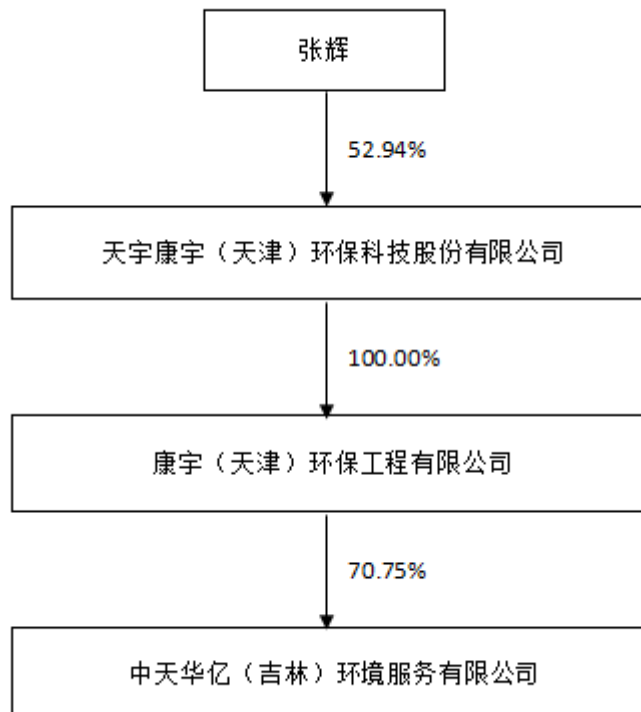 张辉
52.94%
天宇康宇（天津）环保科技股份有限公司
100.00%
康宇（天津）环保工程有限公司
70.75%
中天华亿（吉林）环境服务有限公司